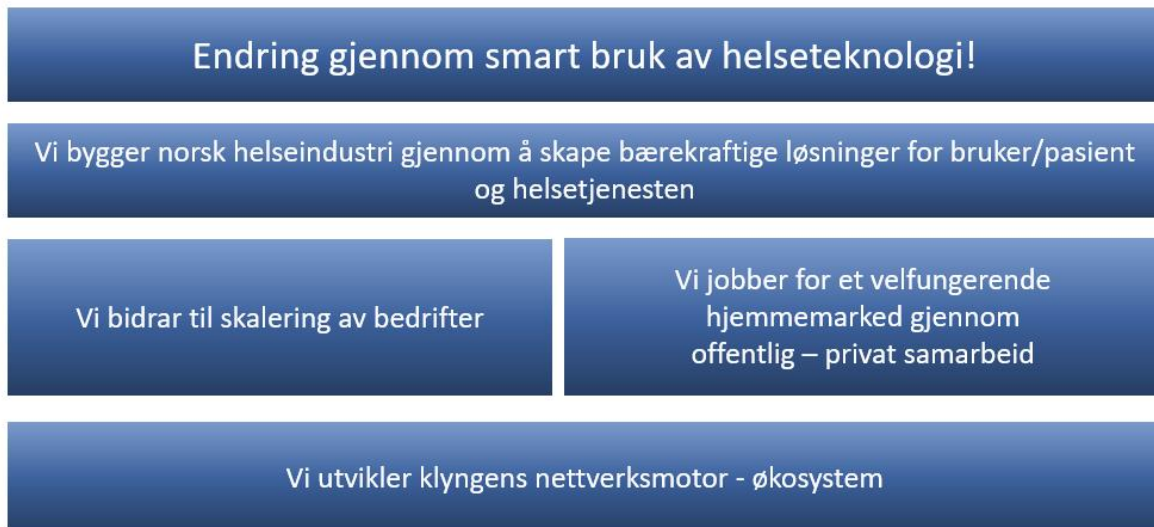 Endring gjennom smart bruk av helseteknologi!
Vi bygger norsk helseindustri gjennom å skape bærekraftige løsninger for bruker/pasient
og helsetjenesten
Vi bidrar til skalering av bedrifter
Vi jobber for et velfungerende
hjemmemarked gjennom
offentlig – privat samarbeid
Vi utvikler klyngens nettverksmotor - økosystem